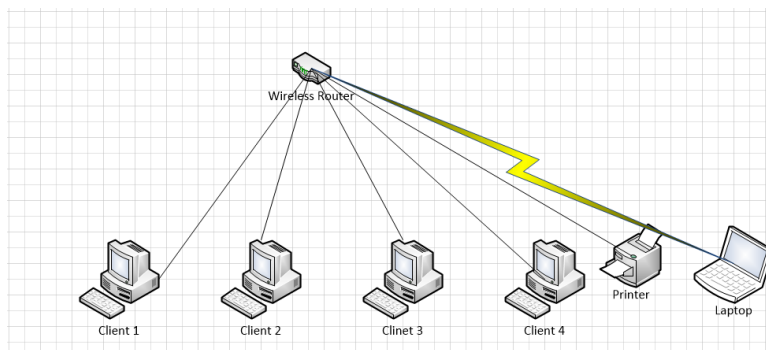 Wireless Router
Client 1
Client 2
Clinet 3
Client 4
Printer
Laptop